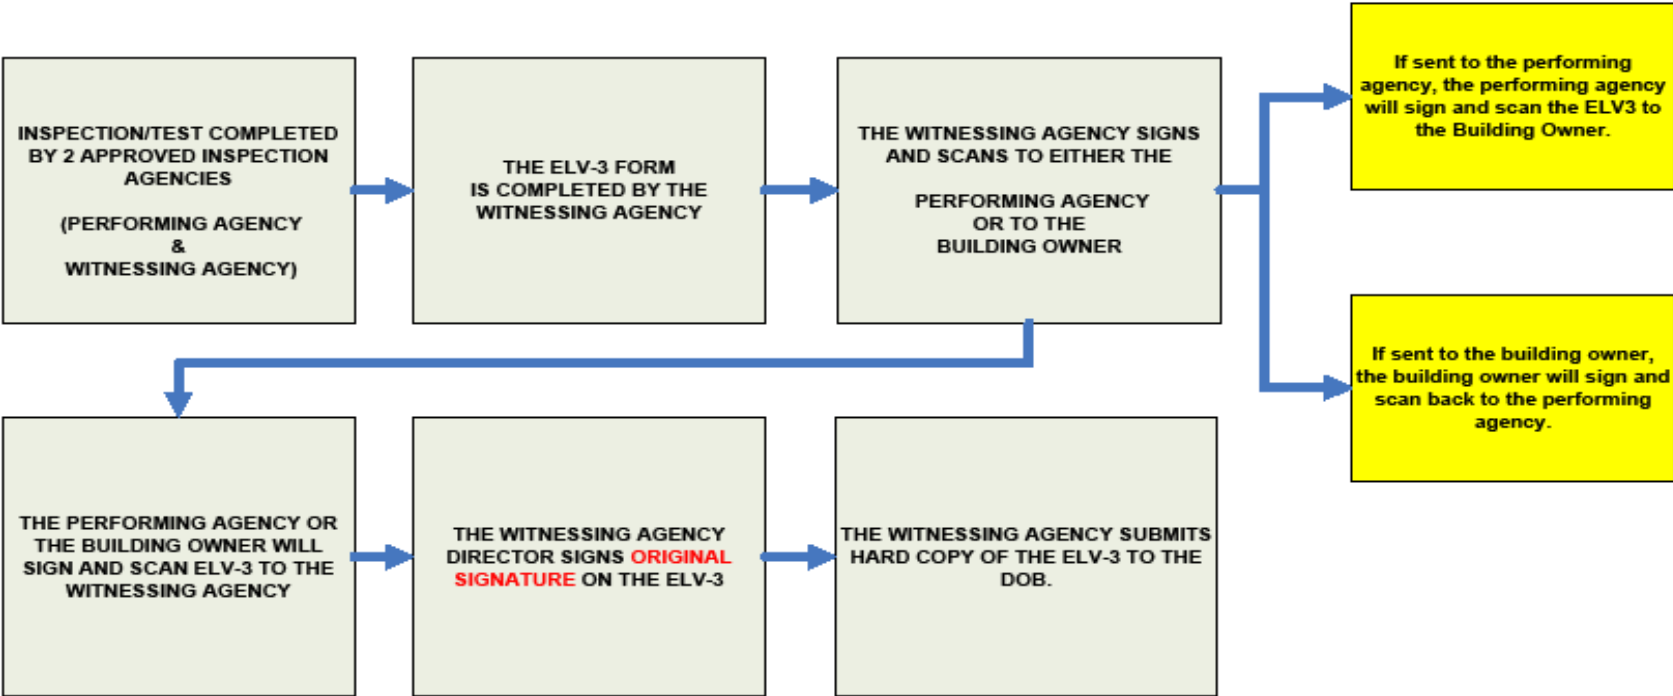 INSPECTION/TEST COMPLETED
BY 2 APPROVED INSPECTION
AGENCIES
(PERFORMING AGENCY
&
WITNESSING AGENCY)
THE ELV-3 FORM
IS COMPLETED BY THE
WITNESSING AGENCY
THE WITNESSING AGENCY SIGNS
AND SCANS TO EITHER THE
PERFORMING AGENCY
OR TO THE
BUILDING OWNER
If sent to the performing
agency, the performing agency
will sign and scan the ELV3 to
the Building Owner.
If sent to the building owner,
the building owner will sign and
scan back to the performing
agency.
THE PERFORMING AGENCY OR
THE BUILDING OWNER WILL
SIGN AND SCAN ELV-3 TO THE
WITNESSING AGENCY
THE WITNESSING AGENCY
DIRECTOR SIGNS ORIGINAL
SIGNATURE ON THE ELV-3
THE WITNESSING AGENCY SUBMITS
HARD COPY OF THE ELV-3 TO THE
DOB.